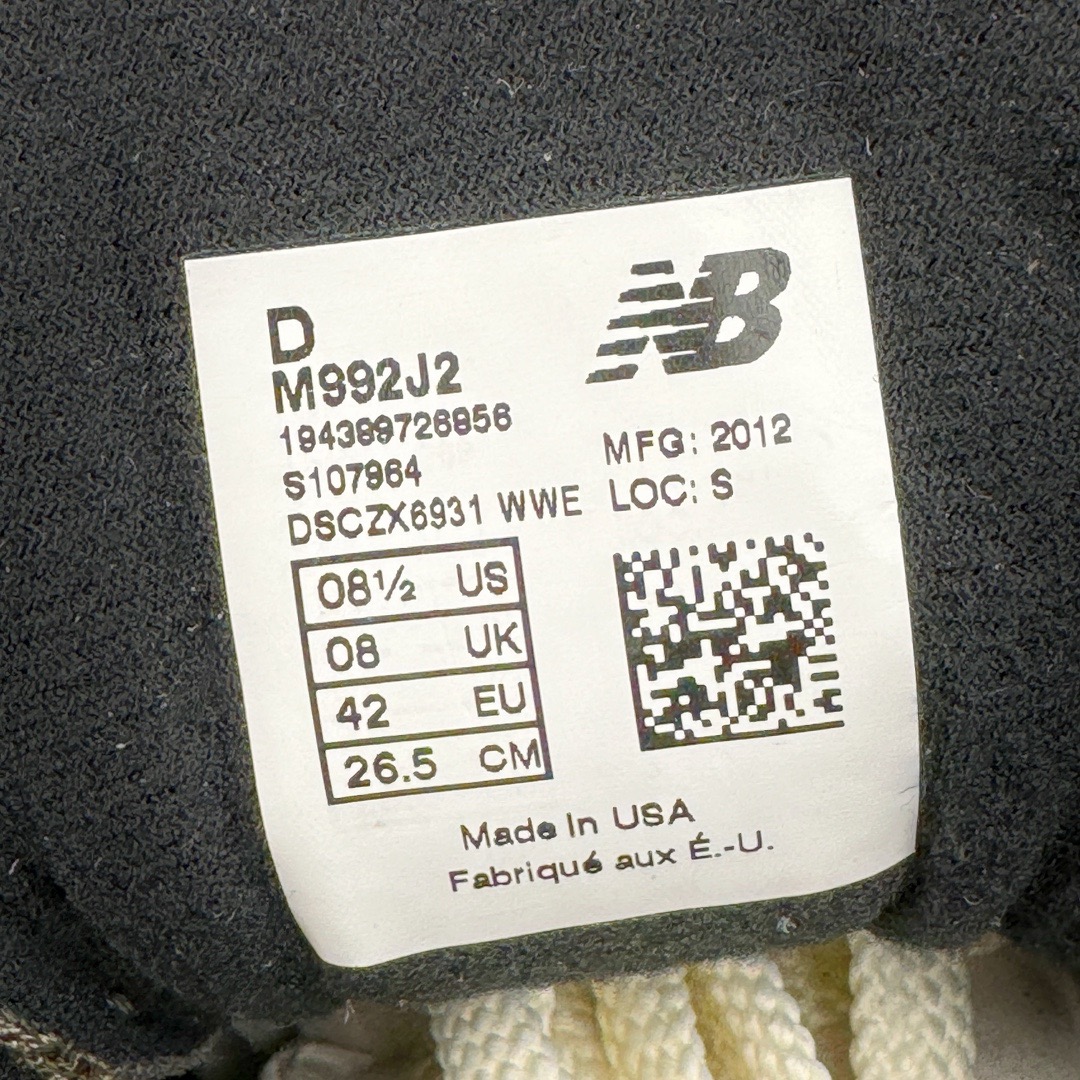 D
NB
M992J2
194389726856
S107964
MFG: 2012
DSCZX6931 WWE
LOC: S
08½ US
08 UK
42 EU
26.5 CM
Made In USA
Fabriqué aux É.-U.